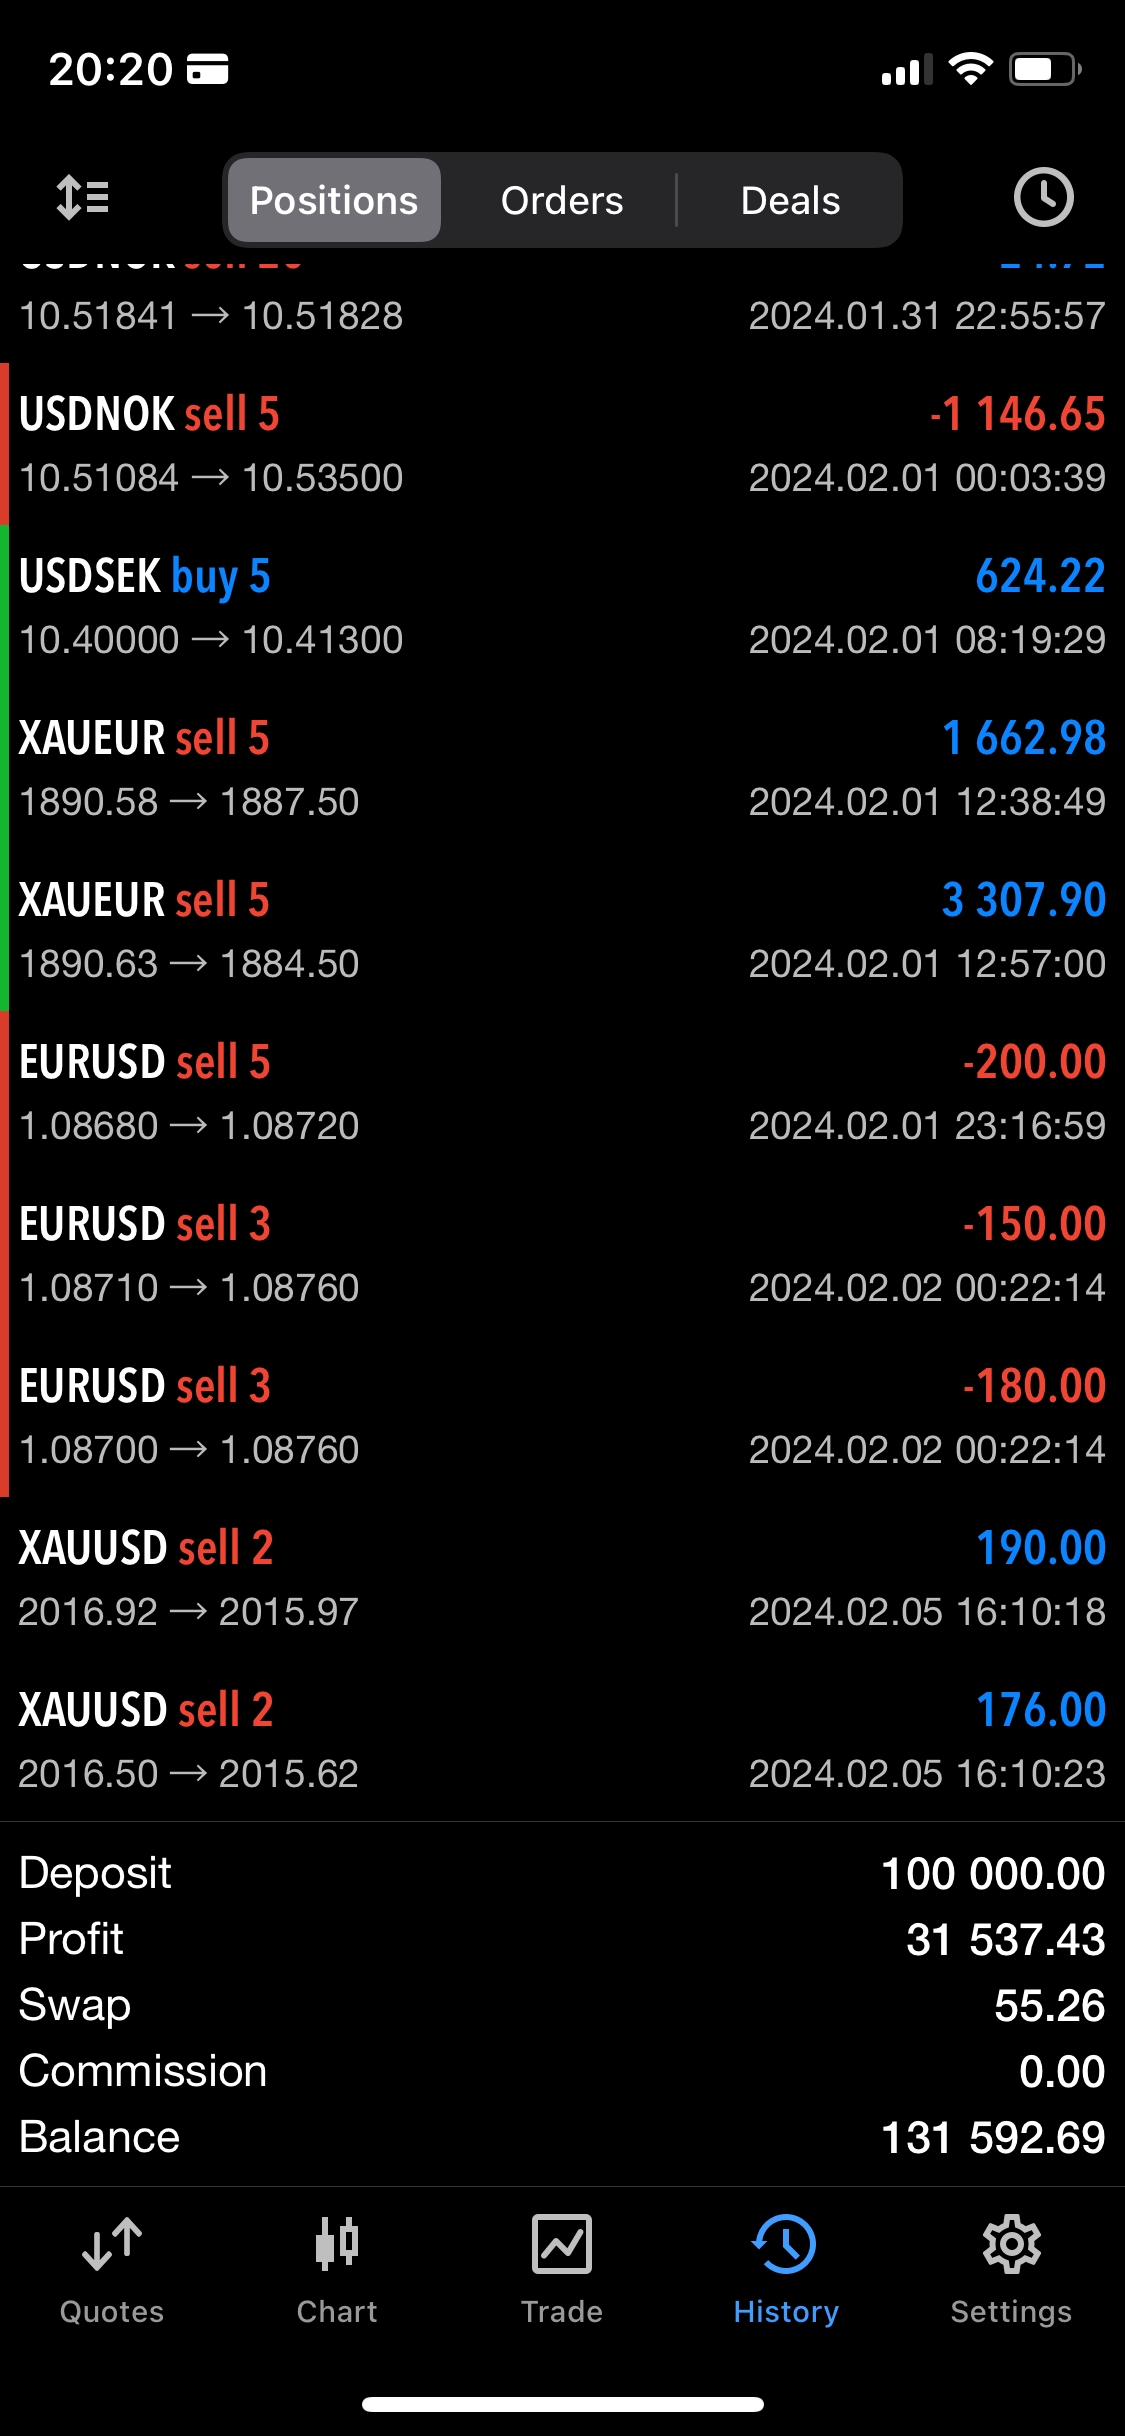 20:20
Positions Orders Deals
10.51841 → 10.51828 2024.01.31 22:55:57
USDNOK sell 5 -1 146.65
10.51084 → 10.53500 2024.02.01 00:03:39
USDSEK buy 5 624.22
10.40000 → 10.41300 2024.02.01 08:19:29
XAUEUR sell 5 1 662.98
1890.58 → 1887.50 2024.02.01 12:38:49
XAUEUR sell 5 3 307.90
1890.63 → 1884.50 2024.02.01 12:57:00
EURUSD sell 5 -200.00
1.08680 → 1.08720 2024.02.01 23:16:59
EURUSD sell 3 -150.00
1.08710 → 1.08760 2024.02.02 00:22:14
EURUSD sell 3 -180.00
1.08700 → 1.08760 2024.02.02 00:22:14
XAUUSD sell 2 190.00
2016.92 → 2015.97 2024.02.05 16:10:18
XAUUSD sell 2 176.00
2016.50 → 2015.62 2024.02.05 16:10:23
Deposit 100 000.00
Profit 31 537.43
Swap 55.26
Commission 0.00
Balance 131 592.69
Quotes Chart Trade History Settings